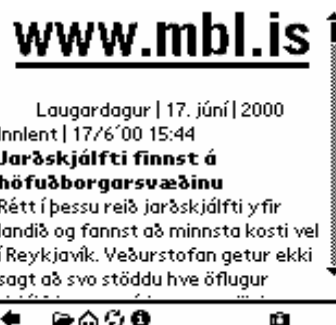 www.mbl.is
Laugardagur | 17. júní | 2000
Innlent | 17/6´00 15:44
Jarðskjálfti finnst á
höfuðborgarsvæðinu
Rétt í þessu reið jarðskjálfti yfir
landið og fannst að minnsta kosti vel
í Reykjavík. Veðurstofan getur ekki
sagt að svo stöddu hve öflugur